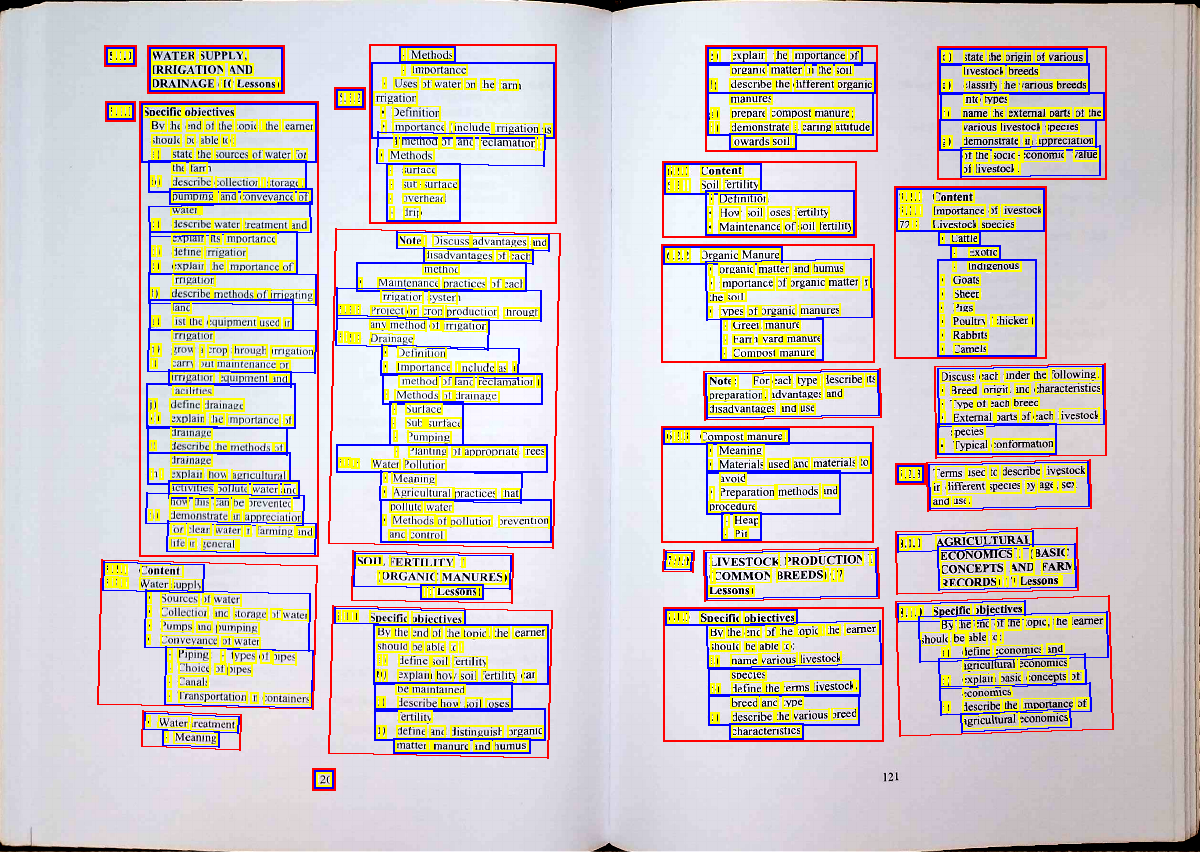 WATER SUPPLY,
IRRIGATION AND
DRAINAGE Lessons)
Specific objectives
By the end of the topic, the learner
should be able to:
state the sources of water for
the farm
describe collection, storage,
pumping and conveyance of
water
describe water treatment and
explain its importance
define irrigation
explain the importance of
irrigation
describe methods of irrigating
land
list the equipment used in
irrigation
grow a crop through irrigation
carry out maintenance on
irrigation equipment and
facilities
define drainage
explain the importance of
drainage
describe the methods of
drainage
explain how agricultural
activities pollute water and
how this can be prevented
demonstrate an appreciation
for clean water in farming and
life in general
Content
Water supply
Sources of water
Collection and storage of water
Pumps and pumping
Conveyance of water
Piping: - types of pipes
Choice of pipes
Canals
Transportation in containers
Water treatment
Meaning
Methods
Importance
Uses of water on the farm
Irrigation
Definition
Importance (include irrigation as
a method of land reclamation)
Methods
surface
sub-surface
overhead
drip
Note: Discuss advantages and
disadvantages of each
method
Maintenance practices of each
irrigation system
Project on crop production through
any method of irrigation
Drainage
Definition
Importance (include as a
method of land reclamation)
Methods of drainage
Surface
Sub-surface
Pumping
Planting of appropriate trees
Water Pollution
Meaning
Agricultural practices that
pollute water
Methods of pollution prevention
and control
SOIL FERTILITY
(ORGANIC MANURES)
Lessons)
Specific objectives
By the end of the topic, the learner
should be able to:
define soil fertility
explain how soil fertility can
be maintained
describe how soil loses
fertility
define and distinguish organic
matter, manure and humus
explain the importance of
organic matter in the soil
describe the different organic
manures
prepare compost manure;
demonstrate a caring attitude
towards soil.
Content
Soil fertility
Definition
How soil loses fertility
Maintenance of soil fertility
Organic Manure
organic matter and humus
importance of organic matter in
the soil
types of organic manures
Green manure
Farm yard manure
Compost manure
Note: For each type, describe its
preparation, advantages and
disadvantages and use
Compost manure
Meaning
Materials used and materials to
avoid
Preparation methods and
procedure
Heap
Pit
LIVESTOCK PRODUCTION I
(COMMON BREEDS)
Lessons)
Specific objectives
By the end of the topic, the learner
should be able to:
name various livestock
species
define the terms livestock,
breed and type
describe the various breed
characteristics
state the origin of various
livestock breeds
classify the various breeds
into types
name the external parts of the
various livestock species
demonstrate an appreciation
of the socio-economic value
of livestock.
Content
Importance of livestock
Livestock species
Cattle
Exotic
Indigenous
Goats
Sheep
Pigs
Poultry (chicken)
Rabbits
Camels
Discuss each under the following:
Breed, origin, and characteristics
Type of each breed
External parts of each livestock
species
Typical conformation
Terms used to describe livestock
in different species by age, sex
and use.
AGRICULTURAL
ECONOMICS I (BASIC
CONCEPTS AND FARM
RECORDS) Lessons
Specific objectives
By the end of the topic, the learner
should be able to:
define economics and
agricultural economics
explain basic concepts of
economics
describe the importance of
agricultural economics
121